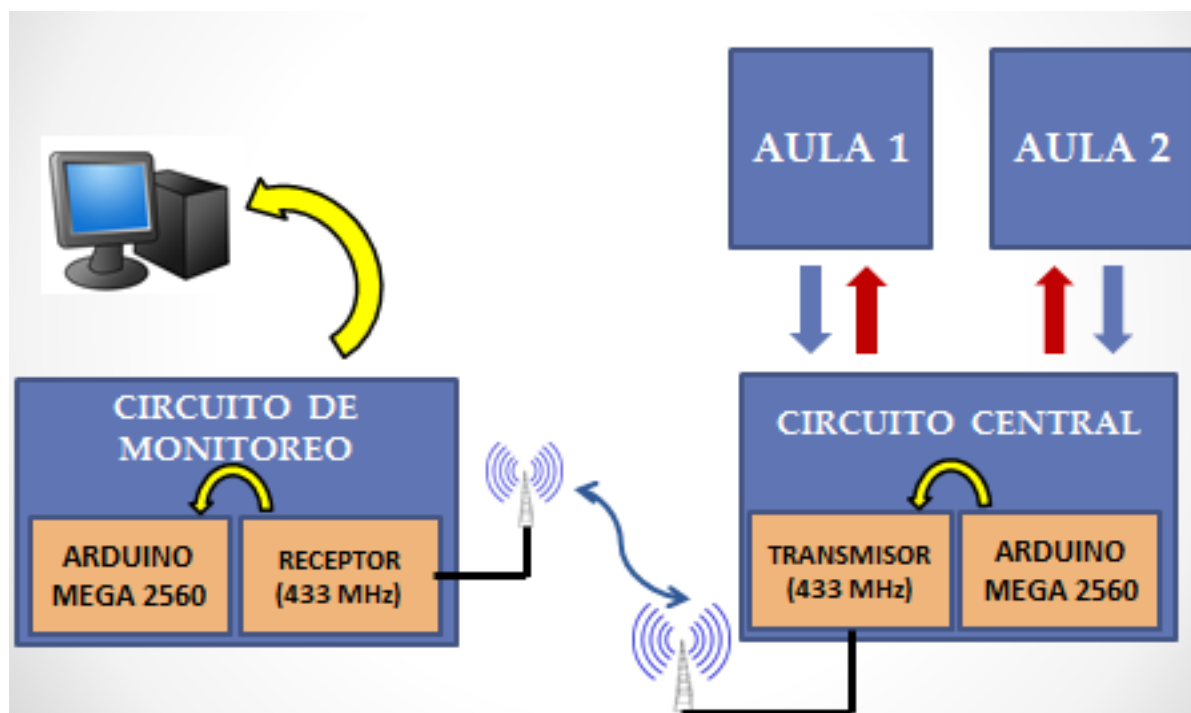 AULA 1
AULA 2
CIRCUITO DE
MONITOREO
ARDUINO
MEGA 2560
RECEPTOR
(433 MHz)
CIRCUITO CENTRAL
TRANSMISOR
(433 MHz)
ARDUINO
MEGA 2560